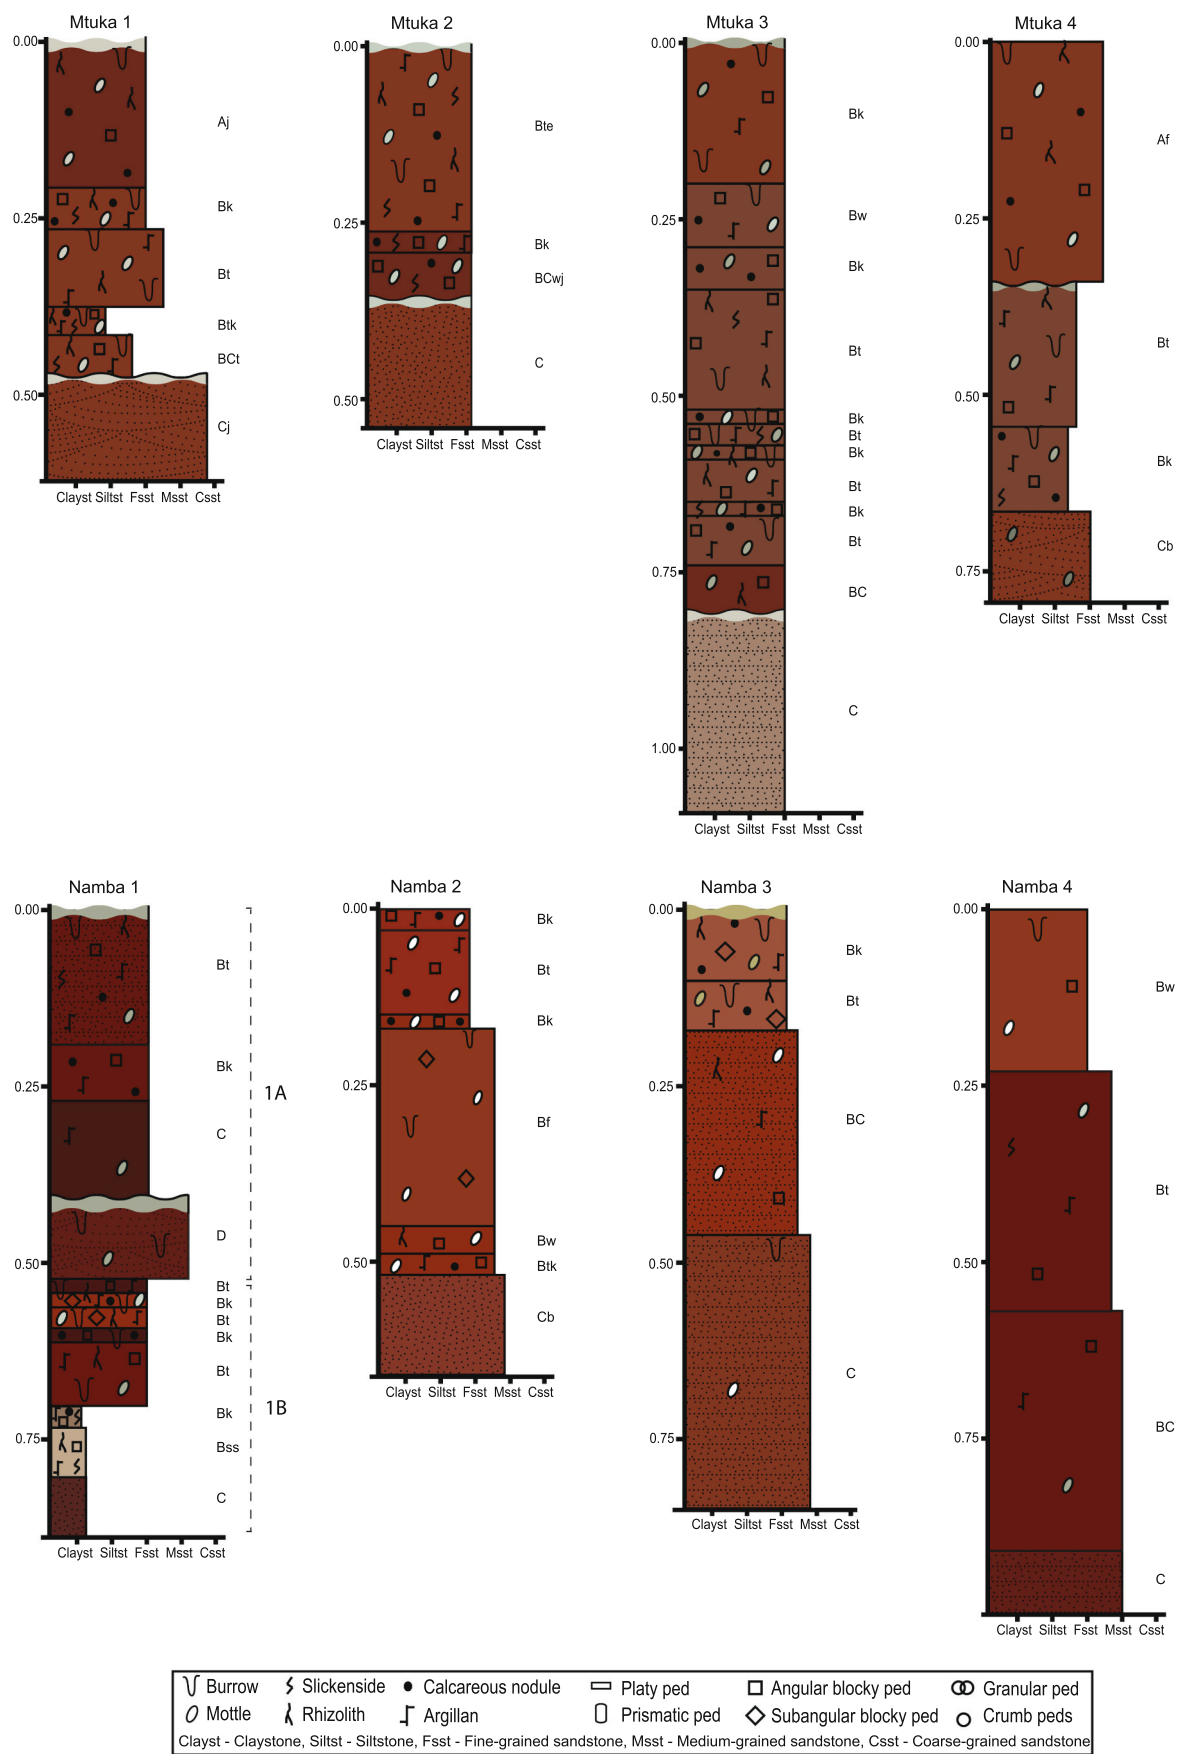 Mtuka 1
0.00
Aj
Bk
0.25
Bt
Btk
BCt
0.50
Cj
Clayst Siltst Fsst Msst Csst
Mtuka 2
0.00
Bte
0.25
Bk
BCwj
C
0.50
Clayst Siltst Fsst Msst Csst
Mtuka 3
0.00
Bk
Bw
0.25
Bk
Bt
0.50
Bk
Bt
Bk
Bt
Bk
Bt
0.75
BC
C
1.00
Clayst Siltst Fsst Msst Csst
Mtuka 4
0.00
Af
0.25
Bt
0.50
Bk
Cb
0.75
Clayst Siltst Fsst Msst Csst
Namba 1
0.00
Bt
Bk
0.25
1A
C
D
0.50
Bt
Bk
Bt
Bk
Bt
1B
Bk
0.75
Bss
C
Clayst Siltst Fsst Msst Csst
Namba 2
0.00
Bk
Bt
Bk
0.25
Bf
Bw
0.50
Btk
Cb
Clayst Siltst Fsst Msst Csst
Namba 3
0.00
Bk
Bt
0.25
BC
0.50
C
0.75
Clayst Siltst Fsst Msst Csst
Namba 4
0.00
Bw
0.25
Bt
0.50
BC
0.75
C
Clayst Siltst Fsst Msst Csst
Burrow Slickenside Calcareous nodule Platy ped Angular blocky ped Granular ped
Mottle Rhizolith Argillan Prismatic ped Subangular blocky ped Crumb peds
Clayst - Claystone, Siltst - Siltstone, Fsst - Fine-grained sandstone, Msst - Medium-grained sandstone, Csst - Coarse-grained sandstone